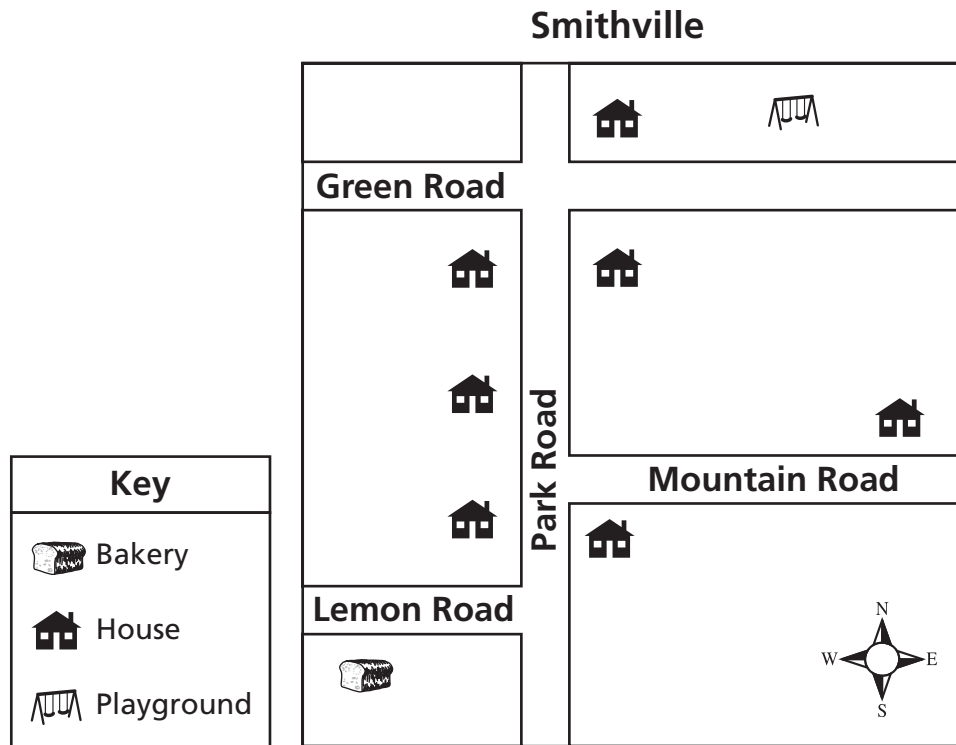 Smithville
Green Road
Park Road
Mountain Road
Lemon Road
Key
Bakery
House
Playground
N
W E
S